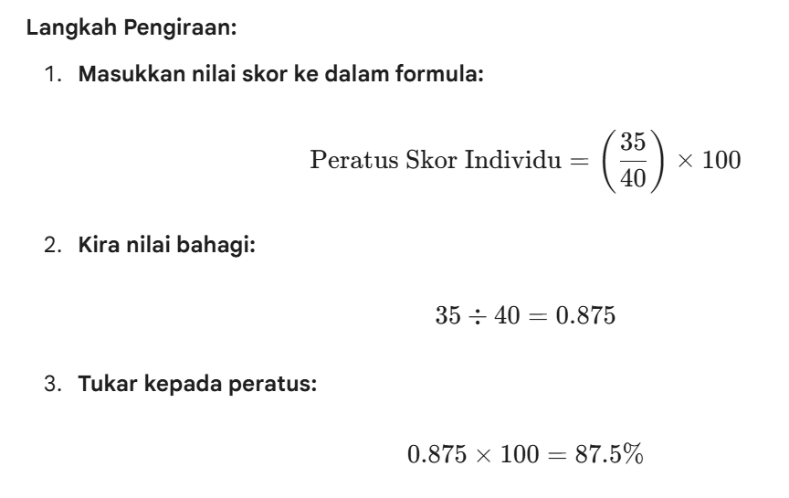 Langkah Pengiraan:
1. Masukkan nilai skor ke dalam formula:
Peratus Skor Individu = (35/40) × 100
2. Kira nilai bahagi:
35 ÷ 40 = 0.875
3. Tukar kepada peratus:
0.875 × 100 = 87.5%